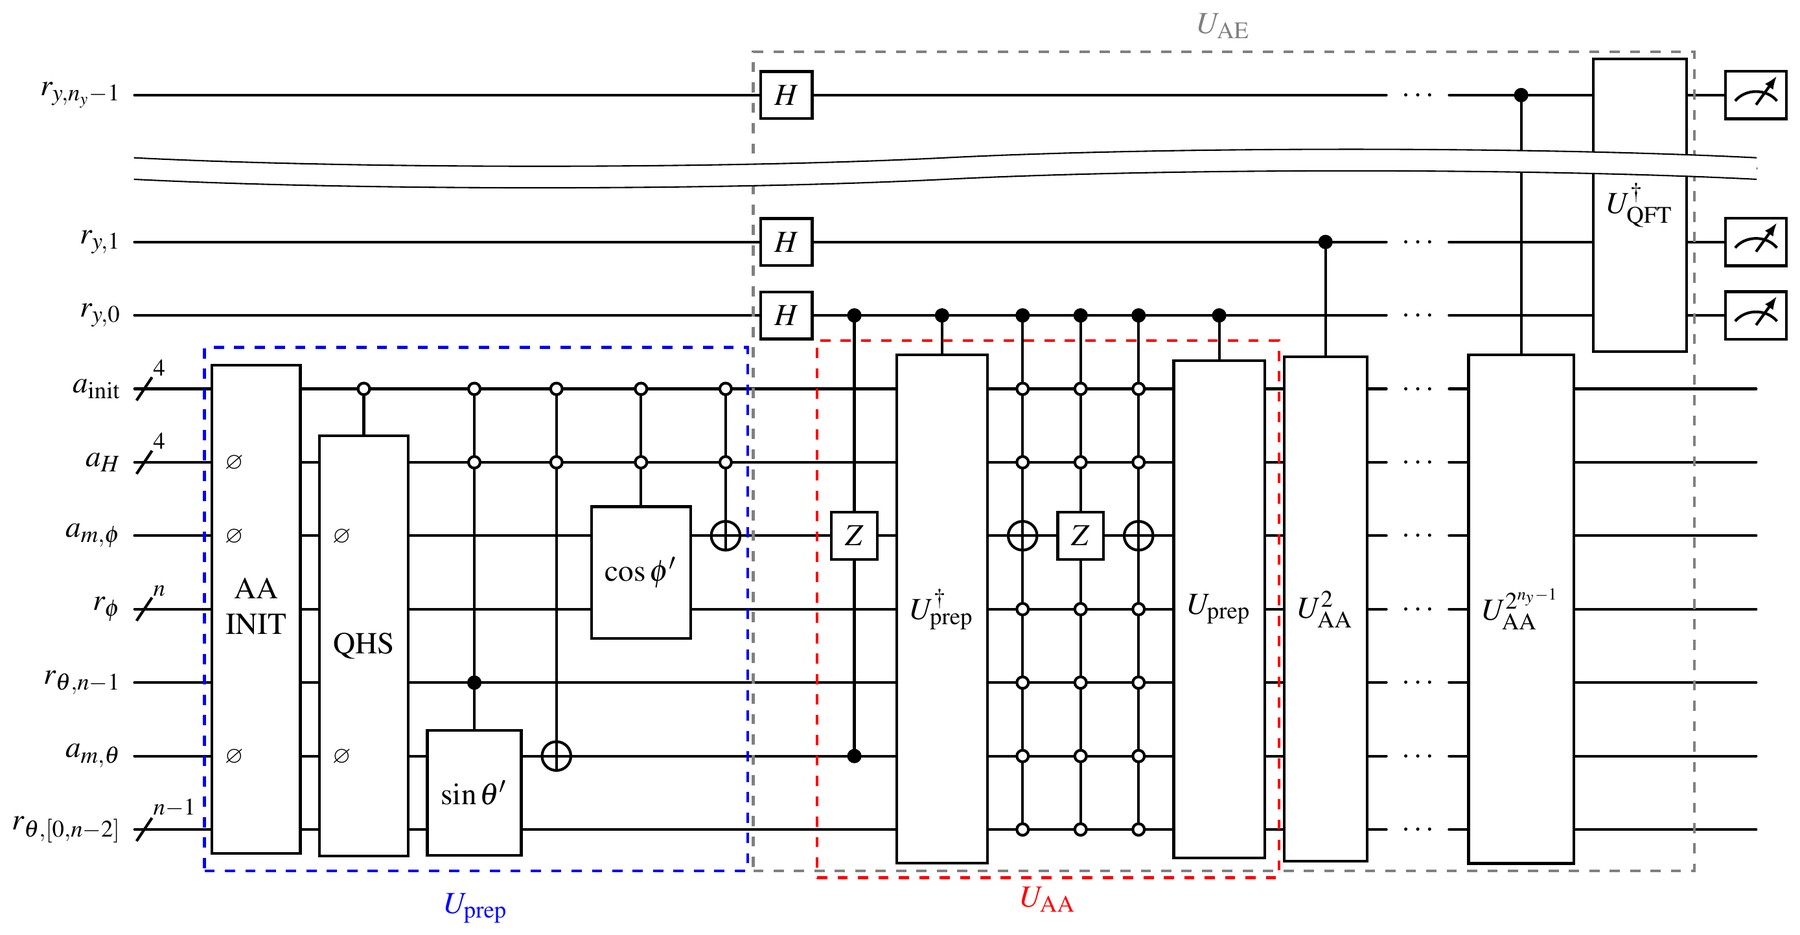 U_AE
r_{y,n_y−1} H ···
U†_QFT
r_{y,1} H ···
r_{y,0} H ···
a_init 4 ···
a_H 4 ∅ ···
a_{m,ϕ} ∅ ∅ Z Z ···
cos ϕ′
AA
INIT
r_ϕ n U†_prep U_prep U²_AA ··· U_AA^{2^{n_y−1}}
QHS
r_{θ,n−1} ···
a_{m,θ} ∅ ∅ ···
sin θ′
r_{θ,[0,n−2]} n−1 ···
U_prep U_AA